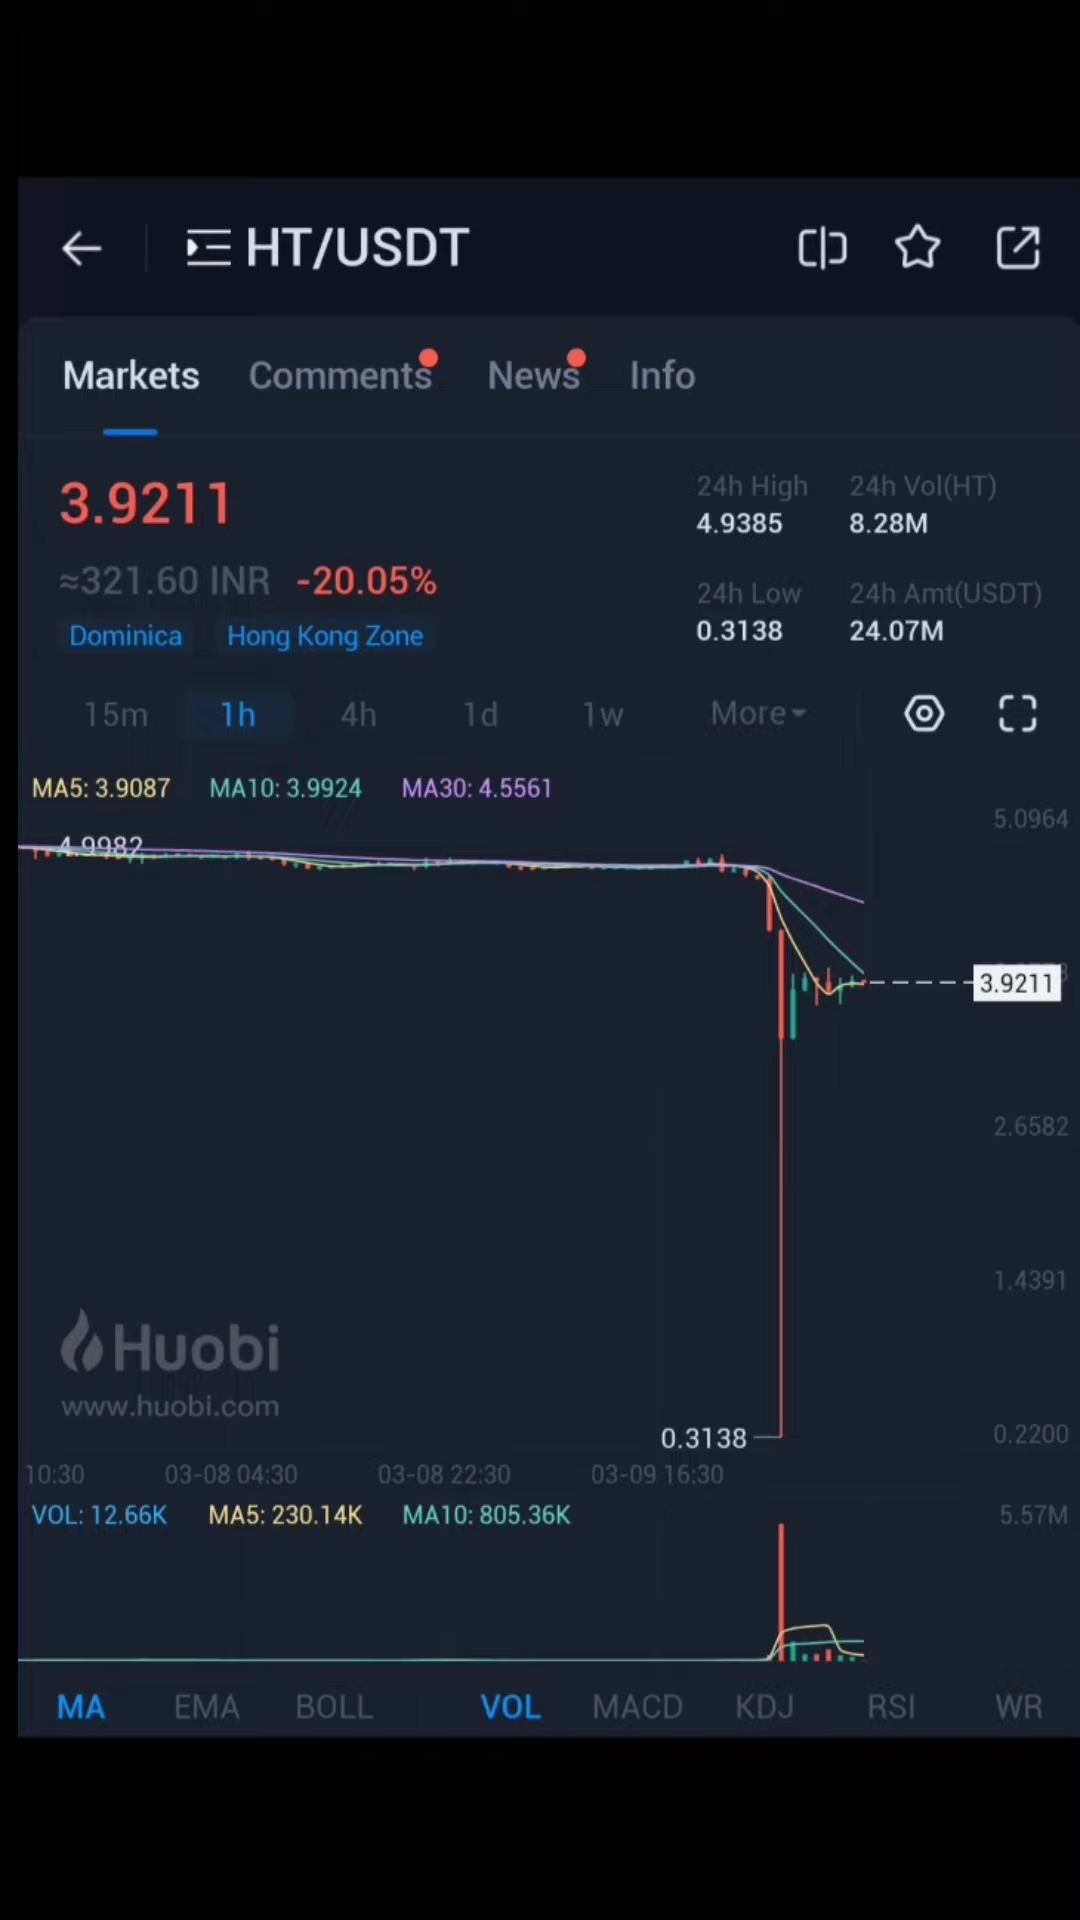 HT/USDT
Markets Comments News Info
3.9211
≈321.60 INR -20.05%
Dominica Hong Kong Zone
24h High 24h Vol(HT)
4.9385 8.28M
24h Low 24h Amt(USDT)
0.3138 24.07M
15m 1h 4h 1d 1w More
MA5: 3.9087 MA10: 3.9924 MA30: 4.5561
5.0964
4.9982
3.9211
2.6582
1.4391
Huobi
www.huobi.com
0.3138
0.2200
10:30 03-08 04:30 03-08 22:30 03-09 16:30
VOL: 12.66K MA5: 230.14K MA10: 805.36K
5.57M
MA EMA BOLL VOL MACD KDJ RSI WR